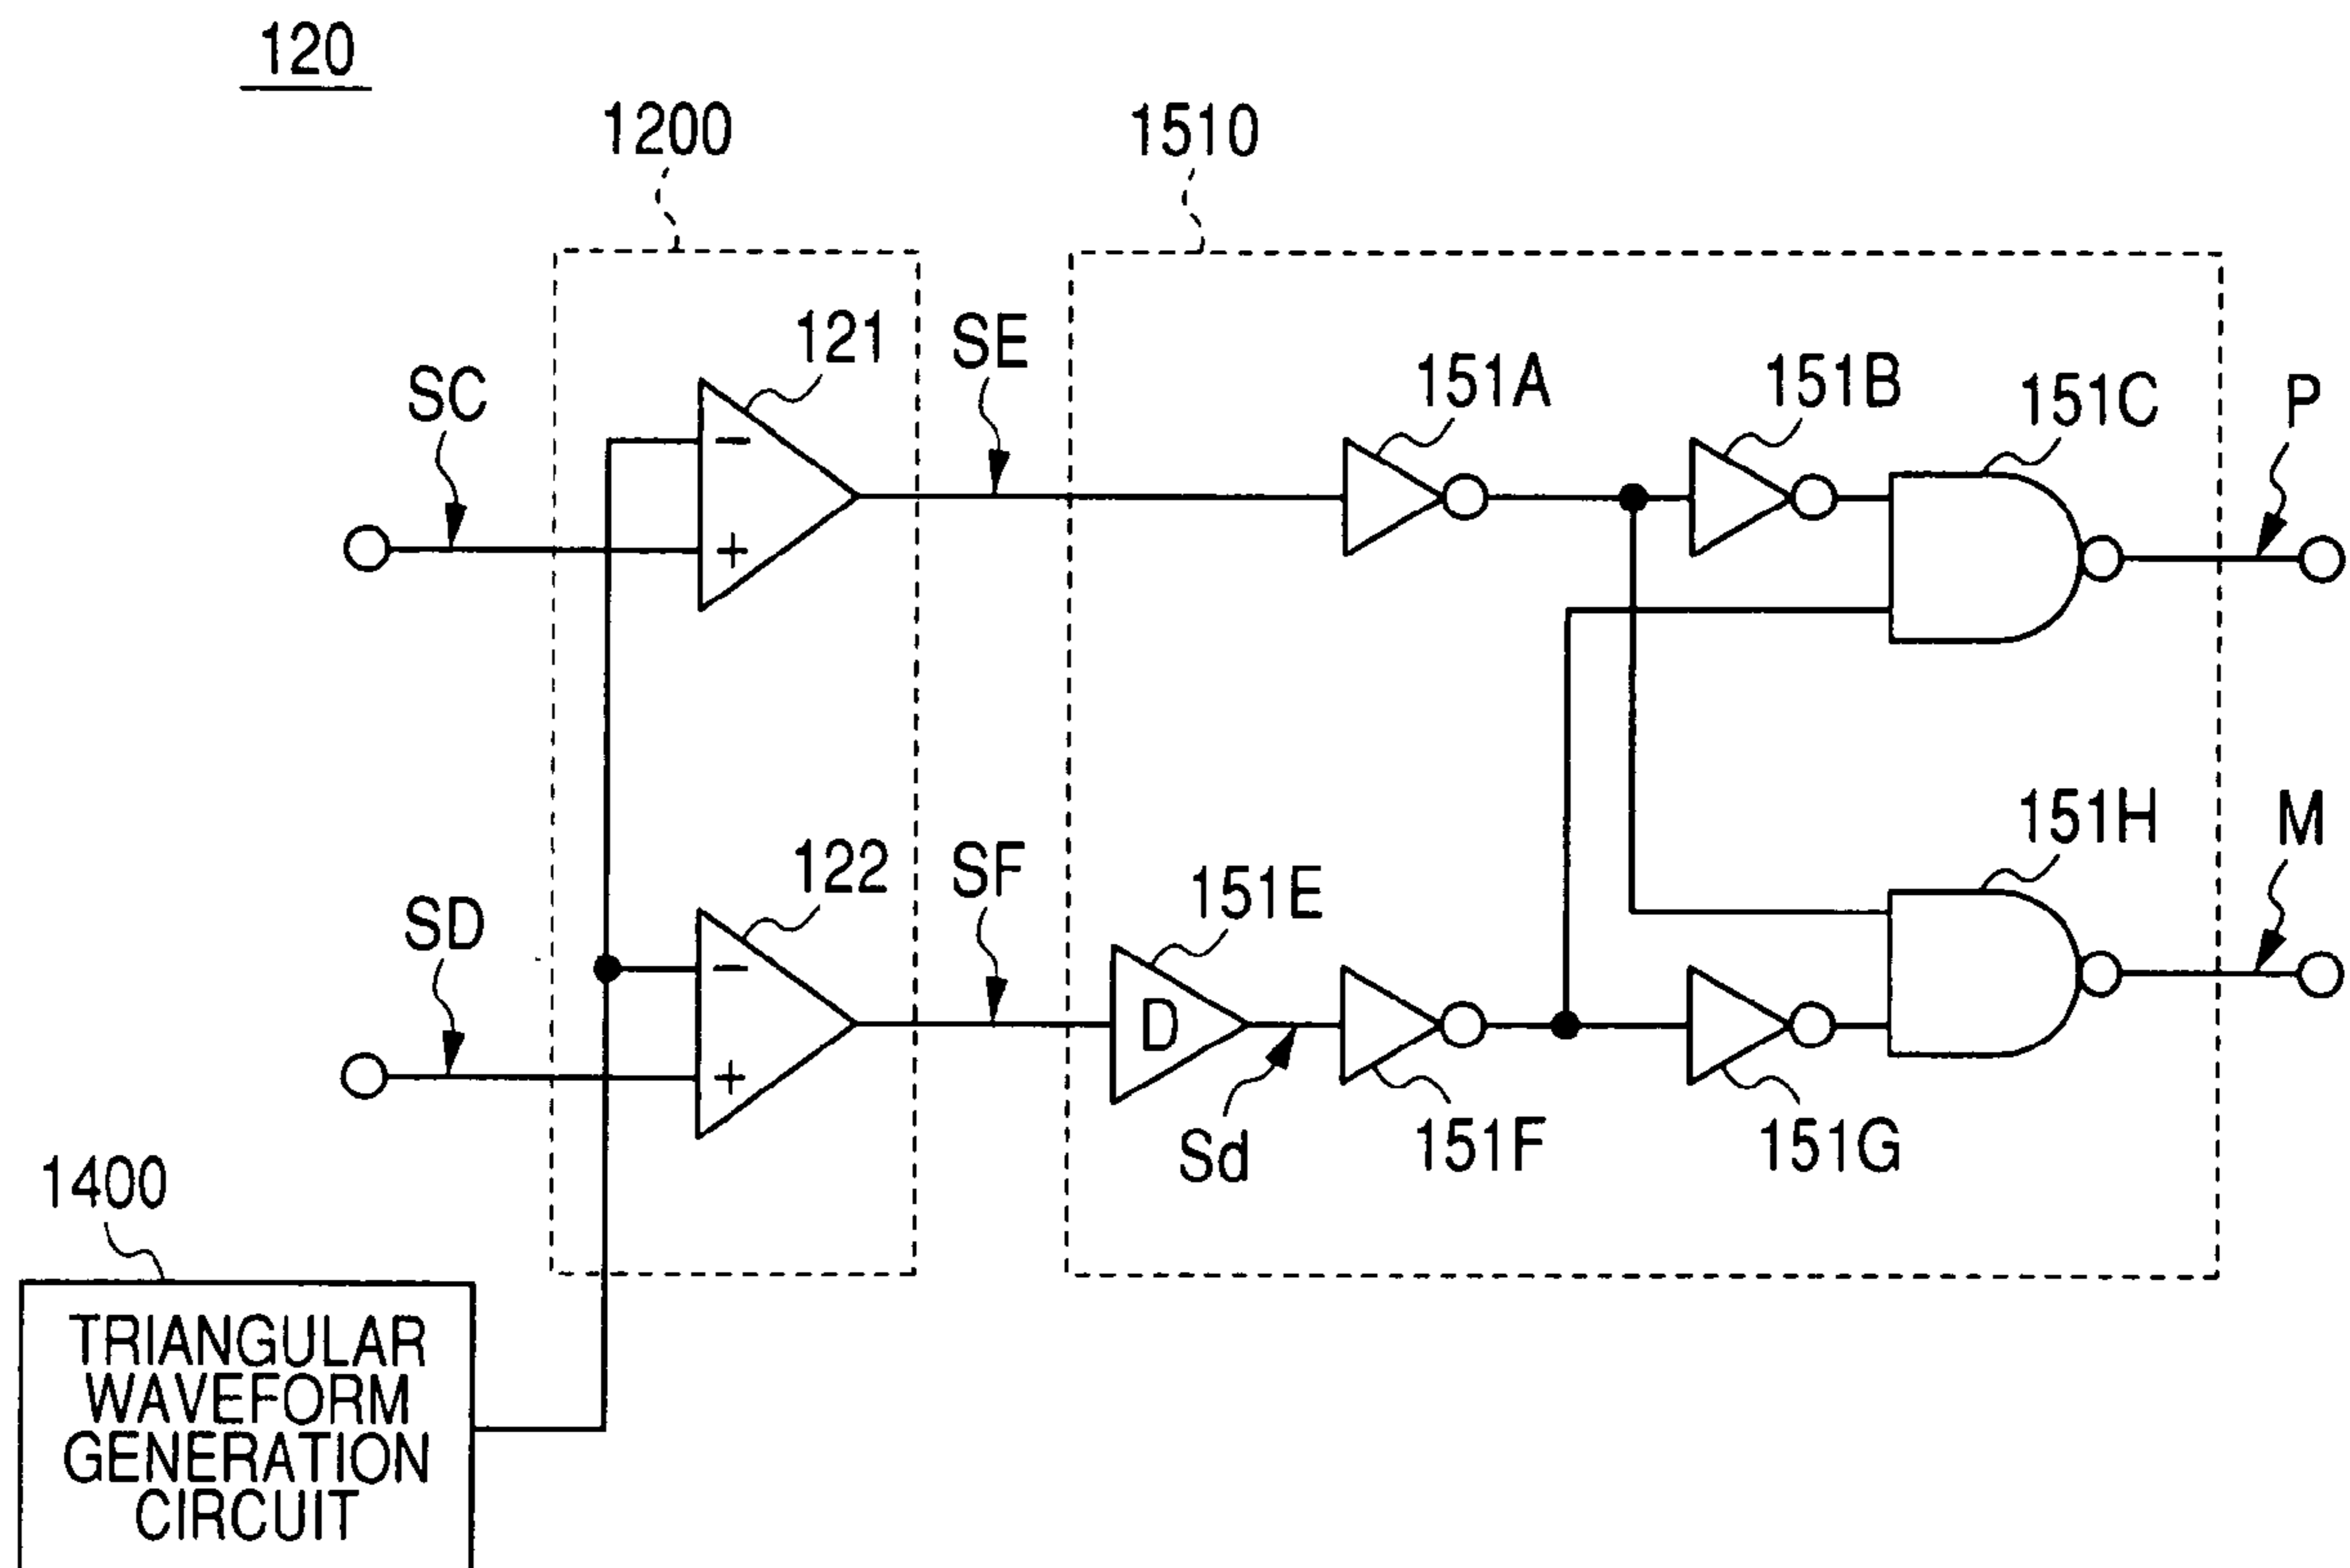 120
1200
1510
121
SE
SC
151A
151B
151C
P
122
SF
SD
151E
151H
M
D
Sd
151F
151G
1400
TRIANGULAR
WAVEFORM
GENERATION
CIRCUIT
−
+
−
+